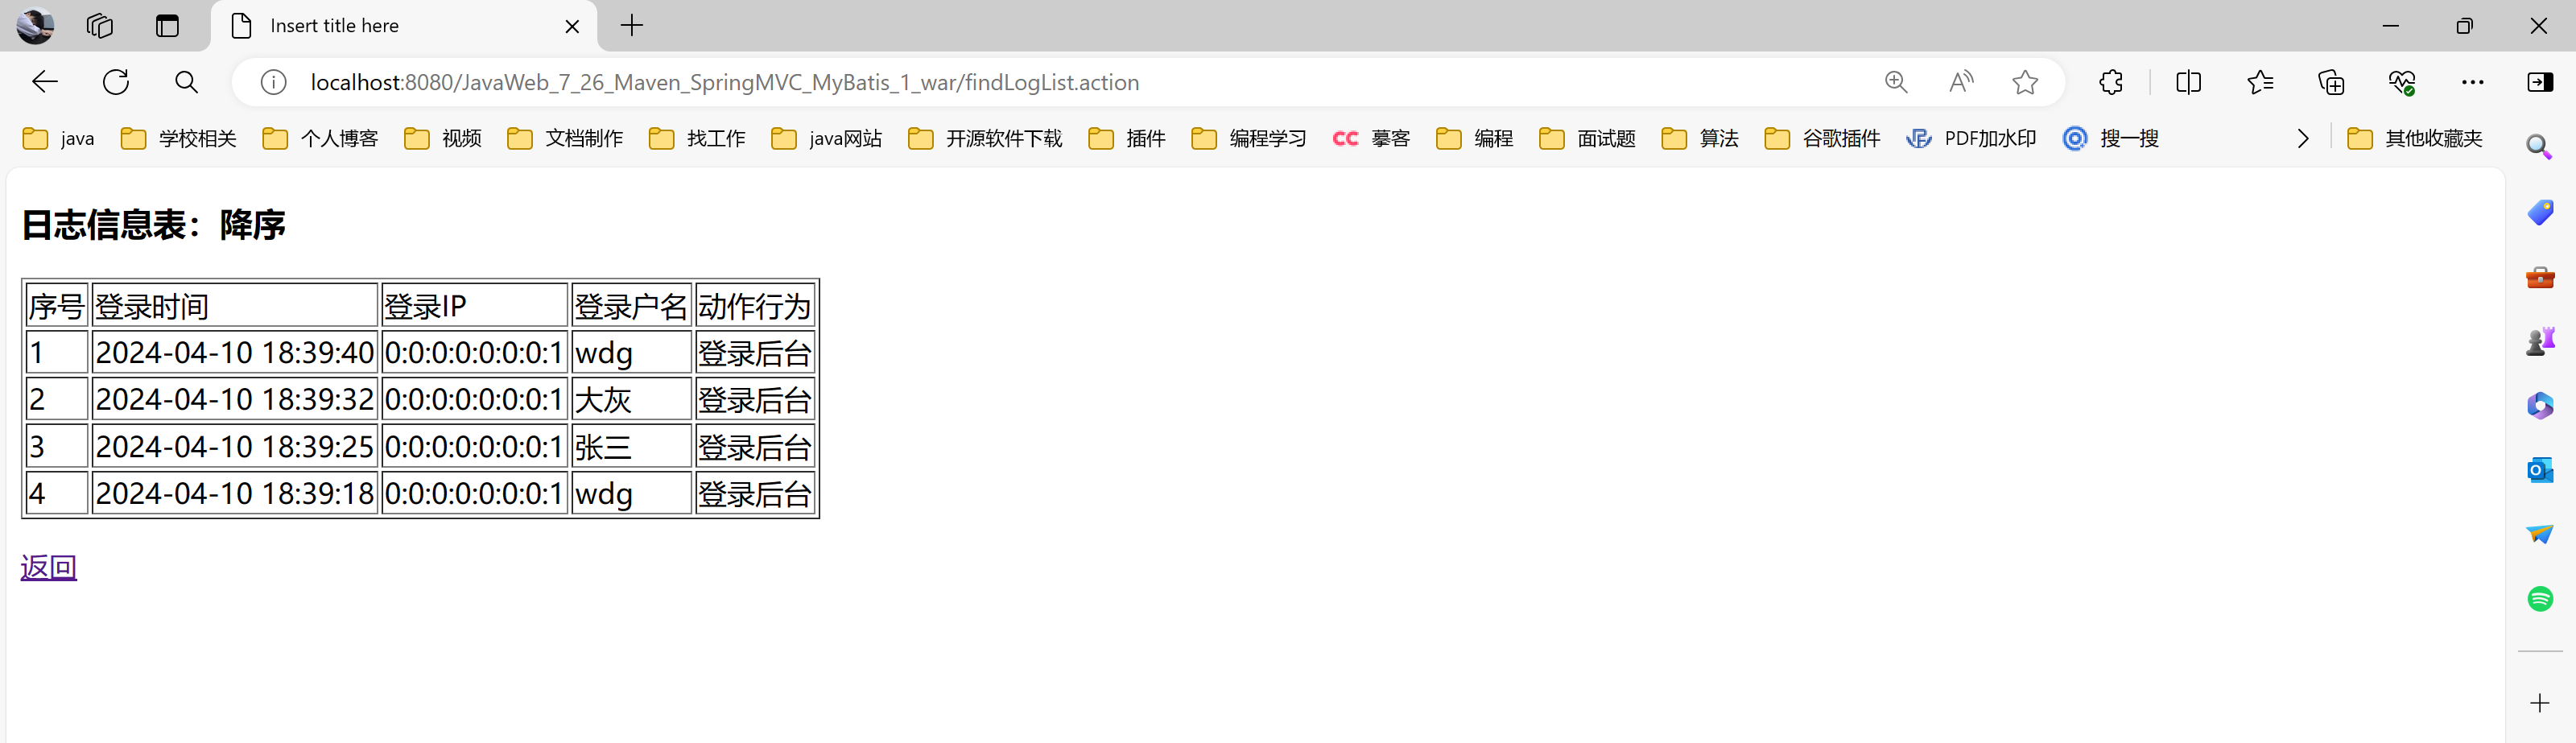 Insert title here
localhost:8080/JavaWeb_7_26_Maven_SpringMVC_MyBatis_1_war/findLogList.action
java 学校相关 个人博客 视频 文档制作 找工作 java网站 开源软件下载 插件 编程学习 CC 摹客 编程 面试题 算法 谷歌插件 PDF加水印 搜一搜 其他收藏夹
日志信息表：降序
序号 登录时间 登录IP 登录户名 动作行为
1 2024-04-10 18:39:40 0:0:0:0:0:0:0:1 wdg 登录后台
2 2024-04-10 18:39:32 0:0:0:0:0:0:0:1 大灰 登录后台
3 2024-04-10 18:39:25 0:0:0:0:0:0:0:1 张三 登录后台
4 2024-04-10 18:39:18 0:0:0:0:0:0:0:1 wdg 登录后台
返回